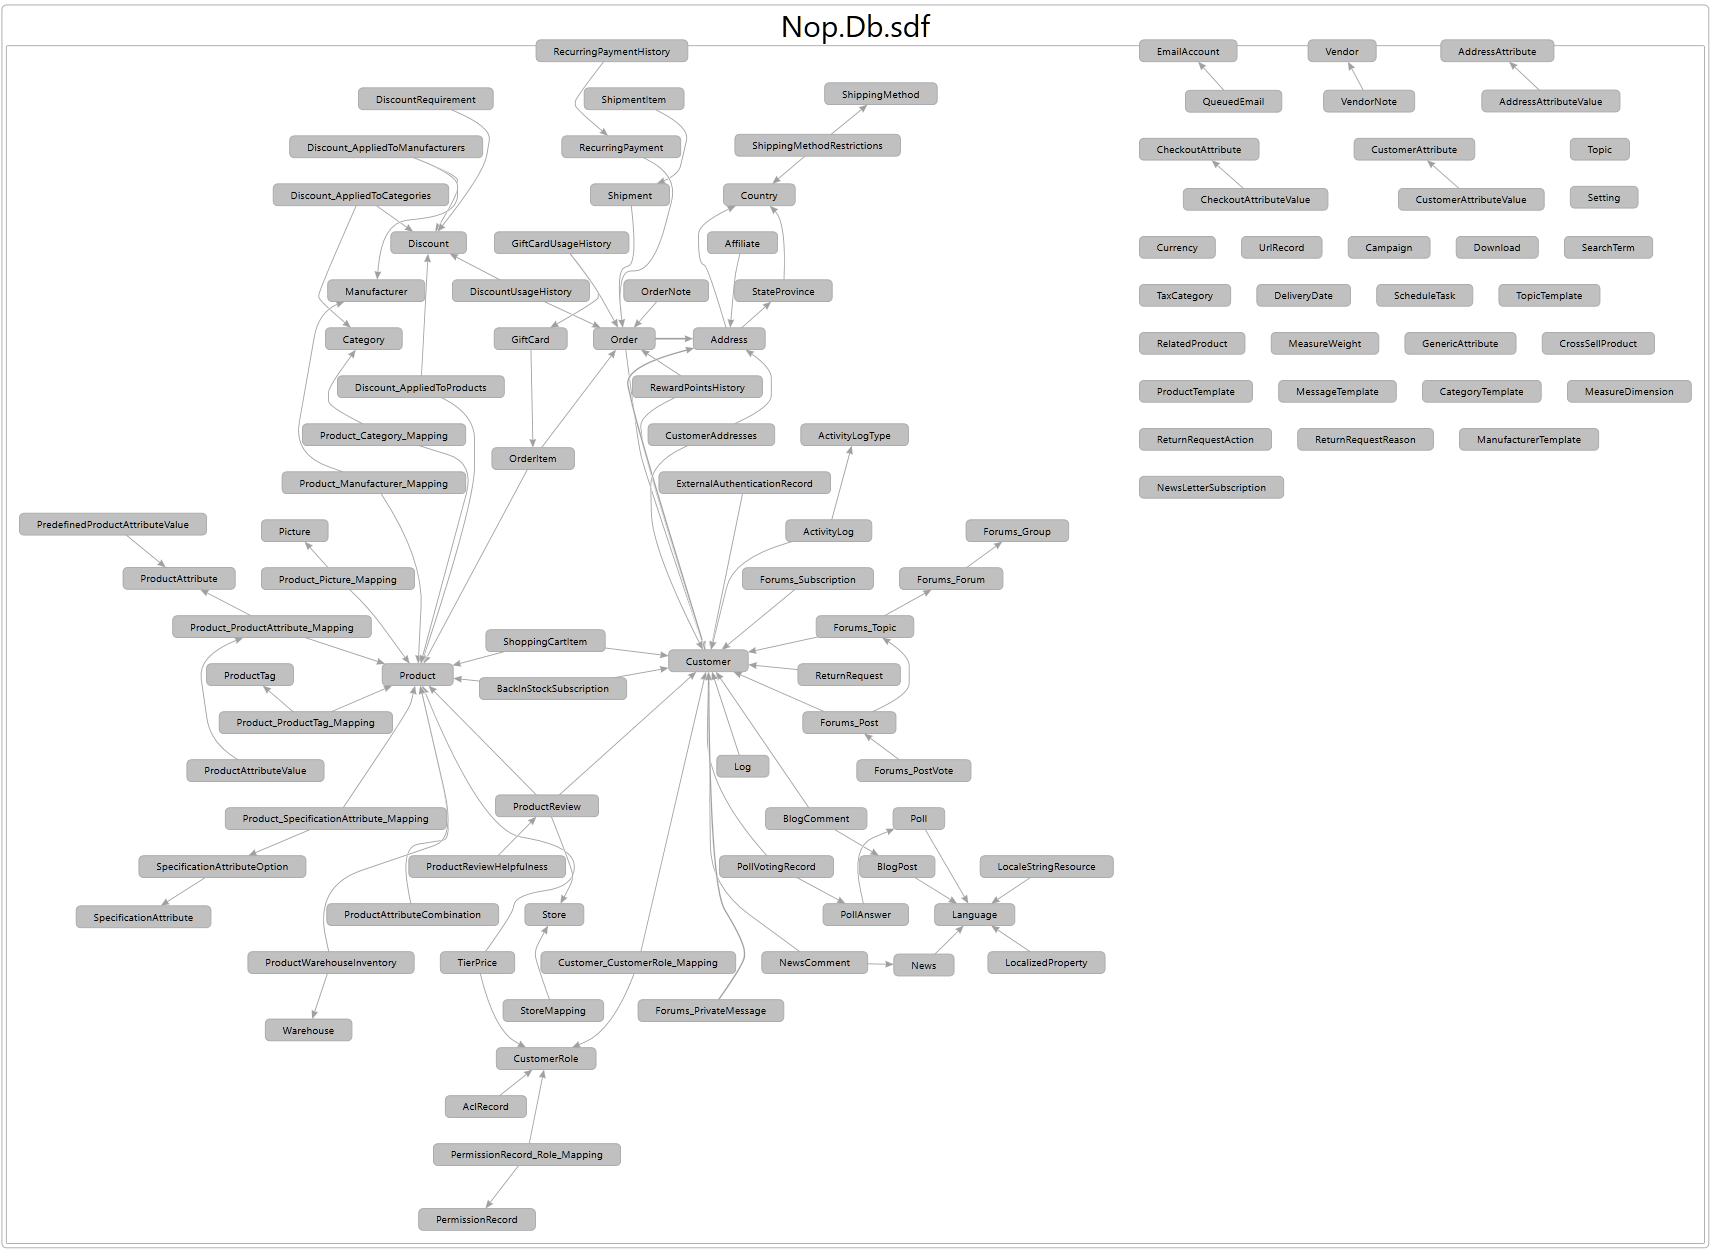 Nop.Db.sdf
RecurringPaymentHistory
EmailAccount
Vendor
AddressAttribute
DiscountRequirement
ShipmentItem
ShippingMethod
QueuedEmail
VendorNote
AddressAttributeValue
Discount_AppliedToManufacturers
RecurringPayment
ShippingMethodRestrictions
CheckoutAttribute
CustomerAttribute
Topic
Discount_AppliedToCategories
Shipment
Country
CheckoutAttributeValue
CustomerAttributeValue
Setting
Discount
GiftCardUsageHistory
Affiliate
Currency
UrlRecord
Campaign
Download
SearchTerm
Manufacturer
DiscountUsageHistory
OrderNote
StateProvince
TaxCategory
DeliveryDate
ScheduleTask
TopicTemplate
Category
GiftCard
Order
Address
RelatedProduct
MeasureWeight
GenericAttribute
CrossSellProduct
Discount_AppliedToProducts
RewardPointsHistory
ProductTemplate
MessageTemplate
CategoryTemplate
MeasureDimension
Product_Category_Mapping
CustomerAddresses
ActivityLogType
ReturnRequestAction
ReturnRequestReason
ManufacturerTemplate
OrderItem
Product_Manufacturer_Mapping
ExternalAuthenticationRecord
NewsLetterSubscription
PredefinedProductAttributeValue
Picture
ActivityLog
Forums_Group
ProductAttribute
Product_Picture_Mapping
Forums_Subscription
Forums_Forum
Product_ProductAttribute_Mapping
ShoppingCartItem
Forums_Topic
ProductTag
Product
Customer
ReturnRequest
BackInStockSubscription
Product_ProductTag_Mapping
Forums_Post
ProductAttributeValue
Log
Forums_PostVote
Product_SpecificationAttribute_Mapping
ProductReview
BlogComment
Poll
SpecificationAttributeOption
ProductReviewHelpfulness
PollVotingRecord
BlogPost
LocaleStringResource
SpecificationAttribute
ProductAttributeCombination
Store
PollAnswer
Language
ProductWarehouseInventory
TierPrice
Customer_CustomerRole_Mapping
NewsComment
News
LocalizedProperty
StoreMapping
Forums_PrivateMessage
Warehouse
CustomerRole
AclRecord
PermissionRecord_Role_Mapping
PermissionRecord